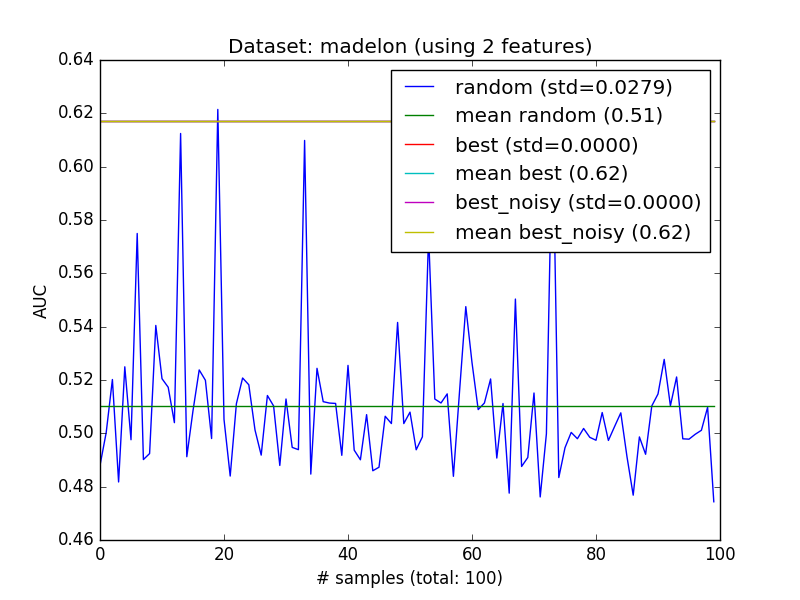 Dataset: madelon (using 2 features)
0.64
0.62
0.60
0.58
0.56
0.54
0.52
0.50
0.48
0.46
AUC
random (std=0.0279)
mean random (0.51)
best (std=0.0000)
mean best (0.62)
best_noisy (std=0.0000)
mean best_noisy (0.62)
0 20 40 60 80 100
# samples (total: 100)